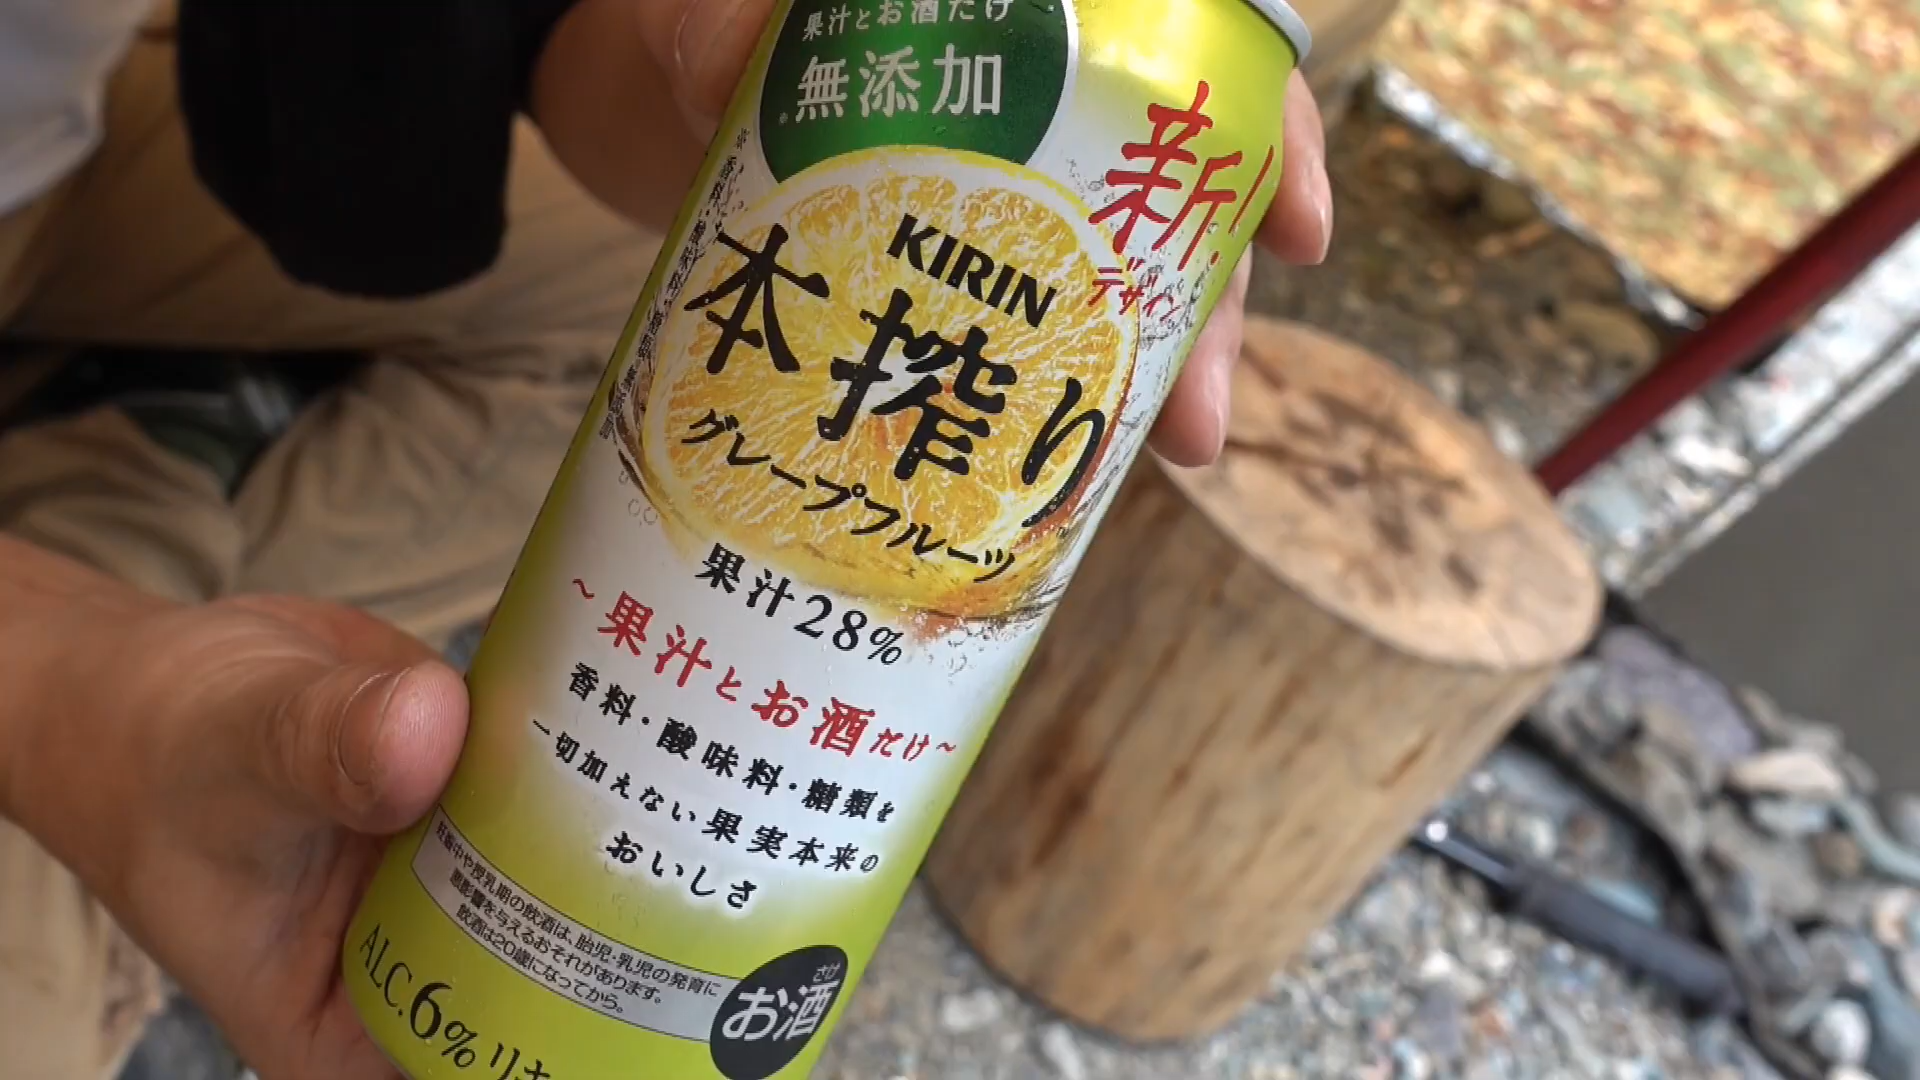 果汁とお酒だけ
※無添加
新!
デザイン
KIRIN
本搾り
グレープフルーツ
果汁28%
~果汁とお酒だけ~
香料・酸味料・糖類を
一切加えない果実本来の
おいしさ
妊娠中や授乳期の飲酒は、胎児・乳児の発育に
悪影響を与えるおそれがあります。
飲酒は20歳になってから。
さけ
お酒
ALC.6%